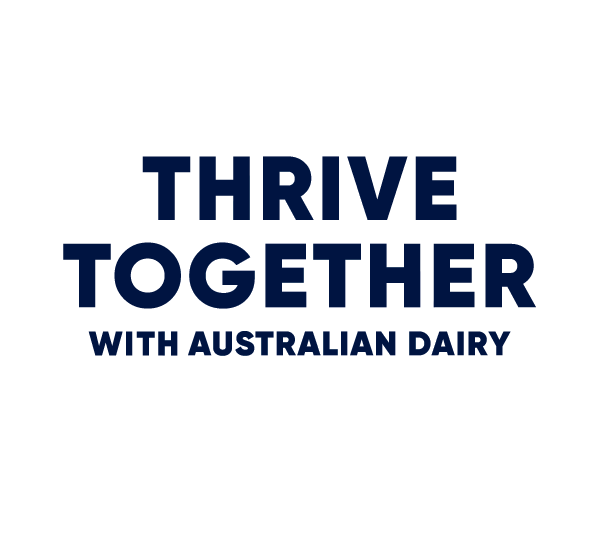 THRIVE
TOGETHER
WITH AUSTRALIAN DAIRY